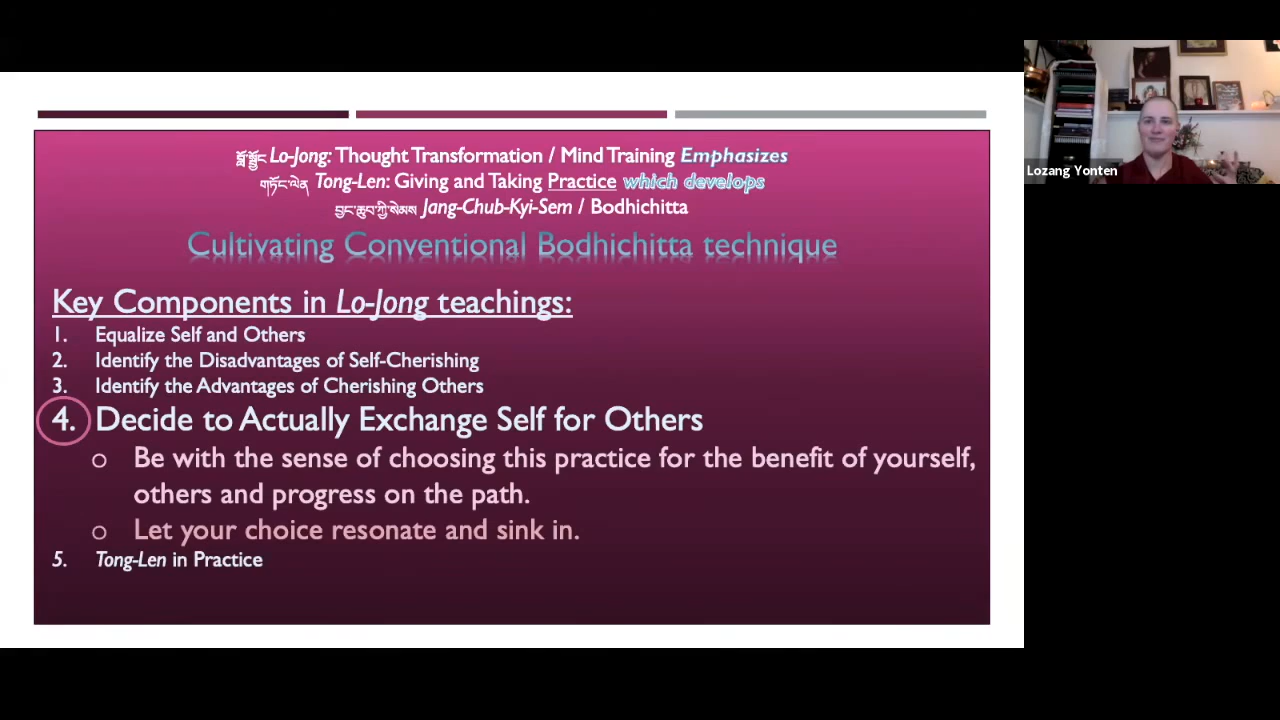 བློ་སྦྱོང Lo-Jong: Thought Transformation / Mind Training Emphasizes
གཏོང་ལེན Tong-Len: Giving and Taking Practice which develops
བྱང་ཆུབ་ཀྱི་སེམས Jang-Chub-Kyi-Sem / Bodhichitta
Cultivating Conventional Bodhichitta technique
Key Components in Lo-Jong teachings:
1. Equalize Self and Others
2. Identify the Disadvantages of Self-Cherishing
3. Identify the Advantages of Cherishing Others
4. Decide to Actually Exchange Self for Others
o Be with the sense of choosing this practice for the benefit of yourself,
others and progress on the path.
o Let your choice resonate and sink in.
5. Tong-Len in Practice
Lozang Yonten